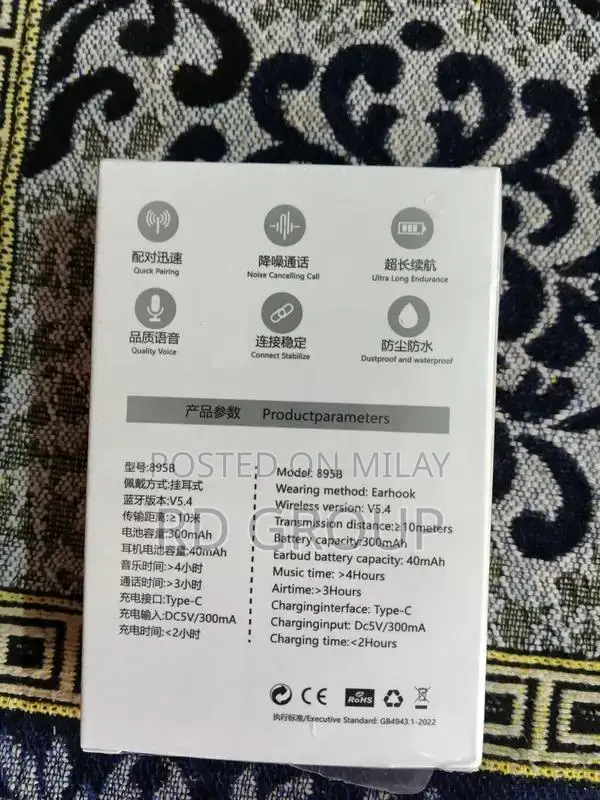 配对迅速
Quick Pairing
降噪通话
Noise Cancelling Call
超长续航
Ultra Long Endurance
品质语音
Quality Voice
连接稳定
Connect Stabilize
防尘防水
Dustproof and waterproof
产品参数 Productparameters
型号:895B
佩戴方式:挂耳式
蓝牙版本:V5.4
传输距离:≥10米
电池容量:300mAh
耳机电池容量:40mAh
音乐时间:>4小时
通话时间:>3小时
充电接口:Type-C
充电输入:DC5V/300mA
充电时间:<2小时
Model: 895B
Wearing method: Earhook
Wireless version: V5.4
Transmission distance:≥10meters
Battery capacity:300mAh
Earbud battery capacity: 40mAh
Music time: >4Hours
Airtime:>3Hours
Charginginterface: Type-C
Charginginput: Dc5V/300mA
Charging time:<2Hours
POSTED ON MILAY
RD GROUP
CE
RoHS
执行标准/Executive Standard: GB4943.1-2022